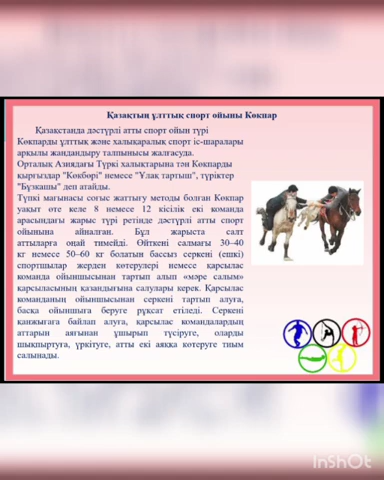 Қазақтың ұлттық спорт ойыны Көкпар
Қазақстанда дәстүрлі атты спорт ойын түрі
Көкпарды ұлттық және халықаралық спорт іс-шаралары
арқылы жандандыру талпынысы жалғасуда.
Орталық Азиядағы Түркі халықтарына тән Көкпарды
қырғыздар "Көкбөрі" немесе "Ұлақ тартыш", түріктер
"Бузкашы" деп атайды.
Түпкі мағынасы соғыс жаттығу методы болған Көкпар
уақыт өте келе 8 немесе 12 кісілік екі команда
арасындағы жарыс түрі ретінде дәстүрлі атты спорт
ойынына айналған. Бұл жарыста салт
аттыларға оңай тимейді. Өйткені салмағы 30–40
кг немесе 50–60 кг болатын бассыз серкені (ешкі)
спортшылар жерден көтерулері немесе қарсылас
команда ойыншысынан тартып алып «мәре салым»
қарсыласының қазандығына салулары керек. Қарсылас
команданың ойыншысынан серкені тартып алуға,
басқа ойыншыға беруге рұқсат етіледі. Серкені
қанжығаға байлап алуға, қарсылас командалардың
аттарын аяғынан ұшырып түсіруге, оларды
шықпыртуға, үркітуге, атты екі аяққа көтеруге тиым
салынады.
InShOt